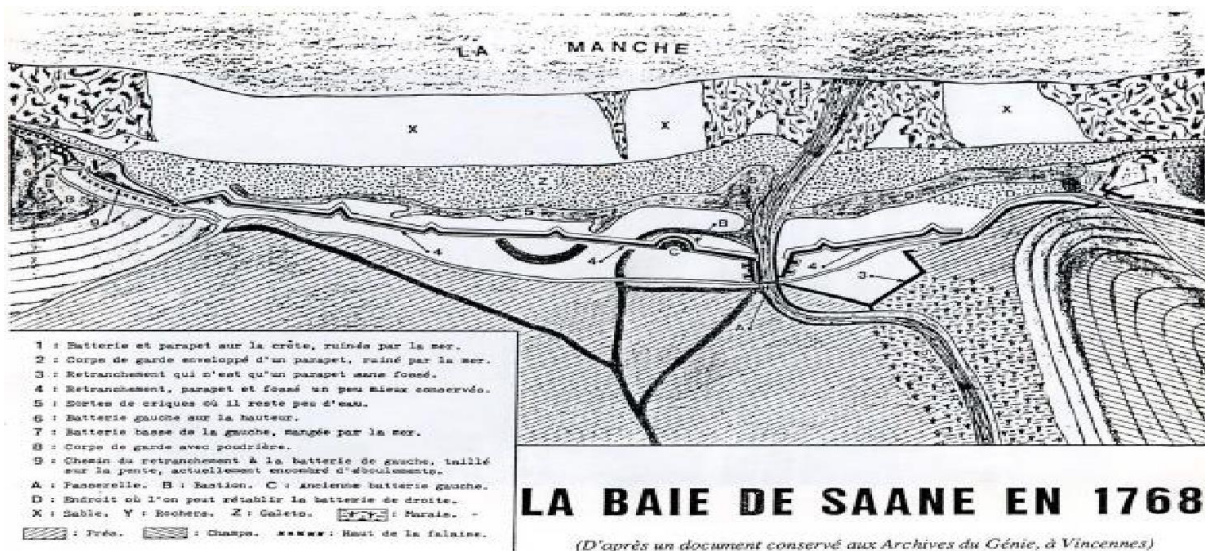 LA MANCHE
X X X
Z Z Z
B
4 4 C 4 3
A
1 : Batterie et parapet sur la crête, ruinés par la mer.
2 : Corps de garde enveloppé d'un parapet, ruiné par la mer.
3 : Retranchement qui n'est qu'un parapet sans fossé.
4 : Retranchement, parapet et fossé un peu mieux conservés.
5 : Sortes de criques où il reste peu d'eau.
6 : Batterie gauche sur la hauteur.
7 : Batterie basse de la gauche, mangée par la mer.
8 : Corps de garde avec poudrière.
9 : Chemin du retranchement à la batterie de gauche, taillé
sur la pente, actuellement encombré d'éboulements.
A : Passerelle. B : Bastion. C : Ancienne batterie gauche.
D : Endroit où l'on peut rétablir la batterie de droite.
X : Sable. Y : Rochers. Z : Galets. : Marais. -
: Prés. : Champs. : Haut de la falaise.
LA BAIE DE SAANE EN 1768
(D'après un document conservé aux Archives du Génie, à Vincennes)